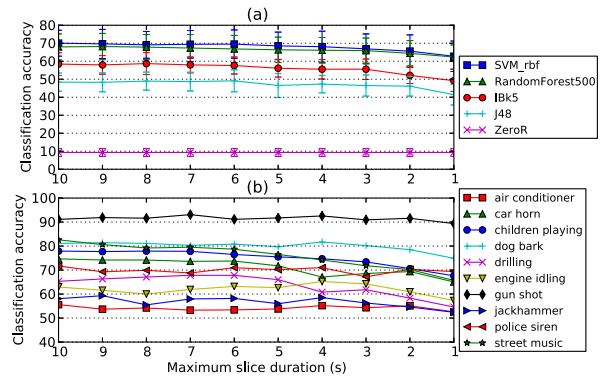 (a)
Classification accuracy
80
70
60
50
40
30
20
10
0
10 9 8 7 6 5 4 3 2 1
SVM_rbf
RandomForest500
IBk5
J48
ZeroR
(b)
Classification accuracy
100
90
80
70
60
50
40
10 9 8 7 6 5 4 3 2 1
Maximum slice duration (s)
air conditioner
car horn
children playing
dog bark
drilling
engine idling
gun shot
jackhammer
police siren
street music